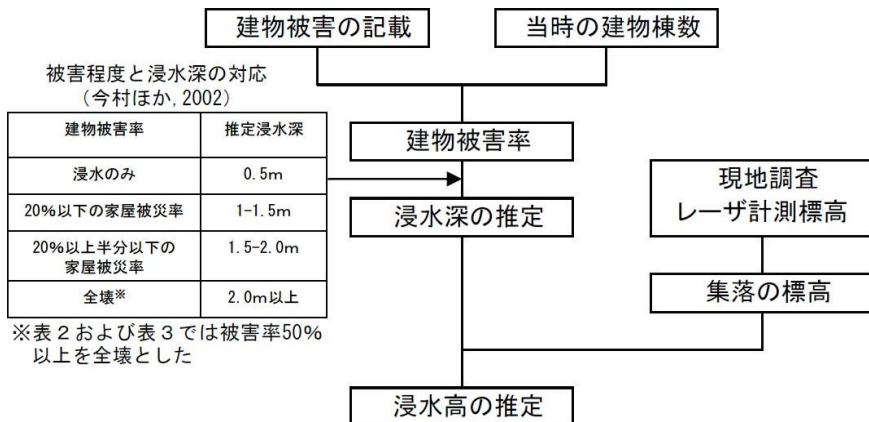 建物被害の記載
当時の建物棟数
被害程度と浸水深の対応
(今村ほか, 2002)
建物被害率
推定浸水深
浸水のみ
0.5m
20%以下の家屋被災率
1-1.5m
20%以上半分以下の
家屋被災率
1.5-2.0m
全壊※
2.0m以上
※表2および表3では被害率50%
以上を全壊とした
建物被害率
浸水深の推定
現地調査
レーザ計測標高
集落の標高
浸水高の推定